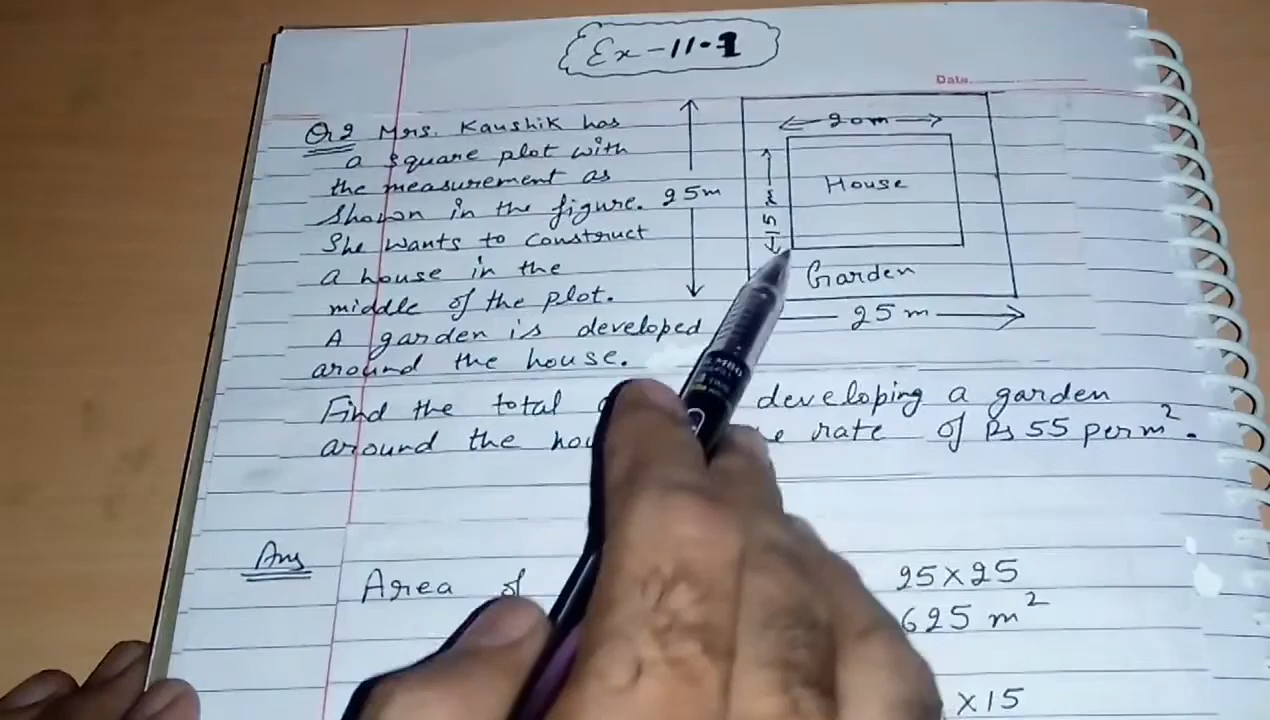 Ex-11.1
Date
Q2 Mrs. Kaushik has
a square plot with
the measurement as
shown in the figure.
She wants to construct
a house in the
middle of the plot.
A garden is developed
around the house.
25m
20m
15m
House
Garden
25m
Find the total developing a garden
around the rate of Rs 55 per m².
Ans
Area of 25×25
625 m²
×15